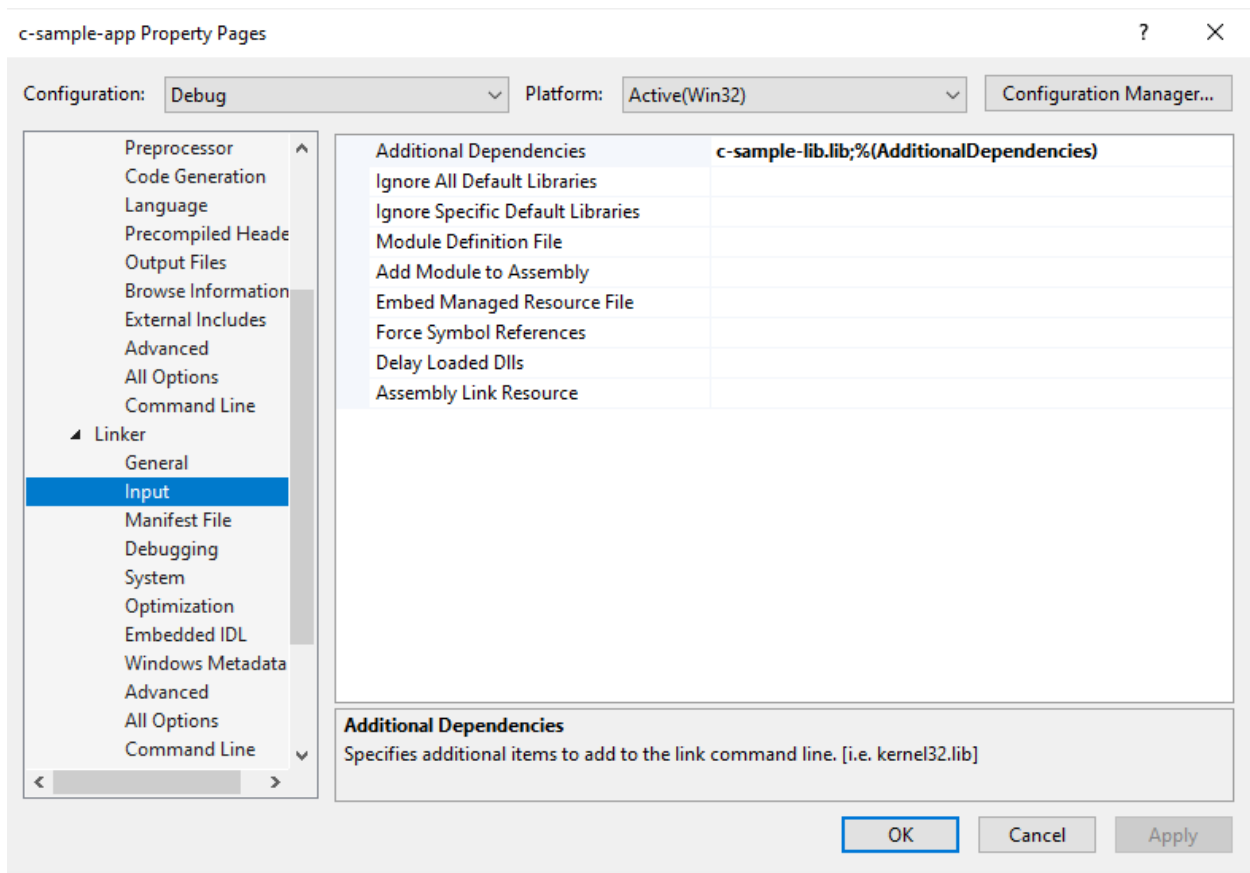 c-sample-app Property Pages
?
Configuration: Debug Platform: Active(Win32) Configuration Manager...
Preprocessor
Code Generation
Language
Precompiled Heade
Output Files
Browse Information
External Includes
Advanced
All Options
Command Line
Linker
General
Input
Manifest File
Debugging
System
Optimization
Embedded IDL
Windows Metadata
Advanced
All Options
Command Line
Additional Dependencies c-sample-lib.lib;%(AdditionalDependencies)
Ignore All Default Libraries
Ignore Specific Default Libraries
Module Definition File
Add Module to Assembly
Embed Managed Resource File
Force Symbol References
Delay Loaded Dlls
Assembly Link Resource
Additional Dependencies
Specifies additional items to add to the link command line. [i.e. kernel32.lib]
OK Cancel Apply